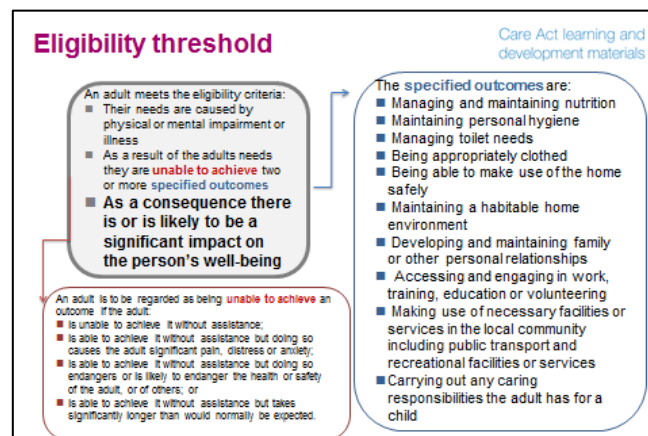 Eligibility threshold
Care Act learning and
development materials
An adult meets the eligibility criteria:
Their needs are caused by
physical or mental impairment or
illness
As a result of the adults needs
they are unable to achieve two
or more specified outcomes
As a consequence there
is or is likely to be a
significant impact on
the person's well-being
An adult is to be regarded as being unable to achieve an
outcome if the adult:
Is unable to achieve it without assistance;
Is able to achieve it without assistance but doing so
causes the adult significant pain, distress or anxiety;
Is able to achieve it without assistance but doing so
endangers or is likely to endanger the health or safety
of the adult, or of others; or
Is able to achieve it without assistance but takes
significantly longer than would normally be expected.
The specified outcomes are:
Managing and maintaining nutrition
Maintaining personal hygiene
Managing toilet needs
Being appropriately clothed
Being able to make use of the home
safely
Maintaining a habitable home
environment
Developing and maintaining family
or other personal relationships
Accessing and engaging in work,
training, education or volunteering
Making use of necessary facilities or
services in the local community
including public transport and
recreational facilities or services
Carrying out any caring
responsibilities the adult has for a
child